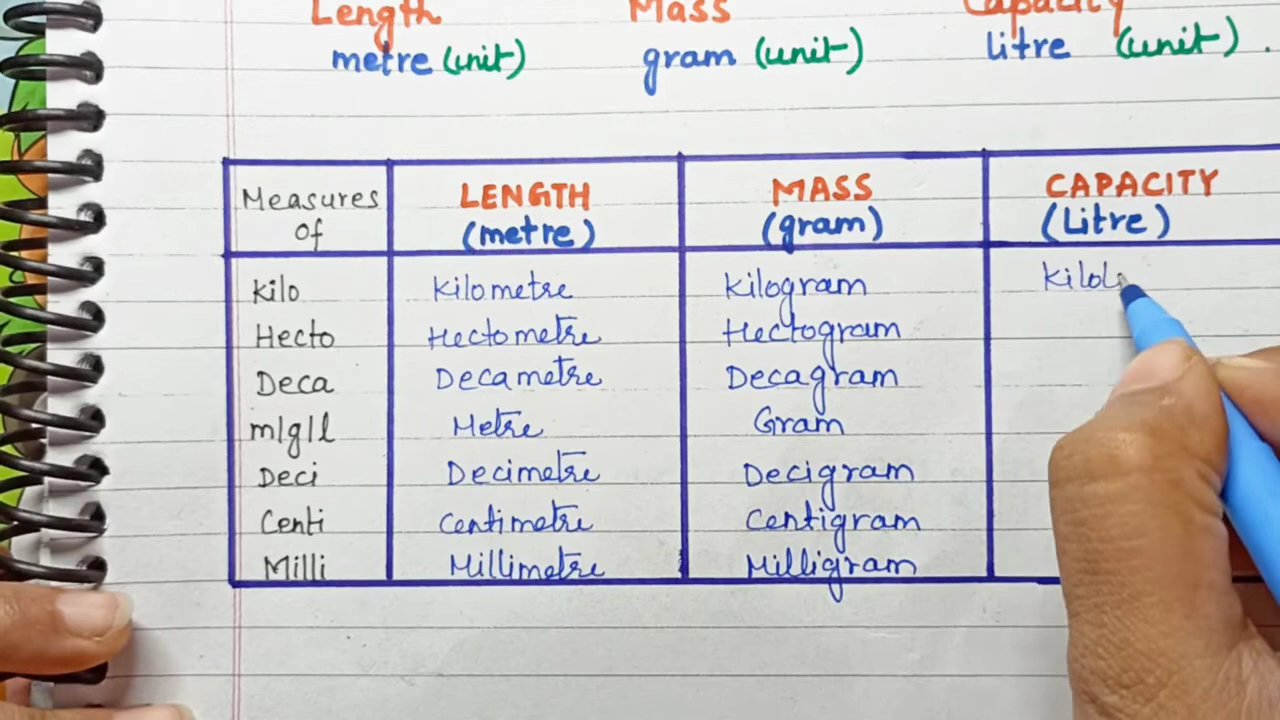 Length Mass Capacity
metre (unit) gram (unit) litre (unit).
Measures of LENGTH (metre) MASS (gram) CAPACITY (Litre)
Kilo Kilometre Kilogram Kilol
Hecto Hectometre Hectogram
Deca Decametre Decagram
m/g/l Metre Gram
Deci Decimetre Decigram
Centi Centimetre Centigram
Milli Millimetre Milligram